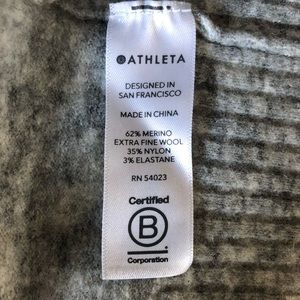 ATHLETA
DESIGNED IN
SAN FRANCISCO
MADE IN CHINA
62% MERINO
EXTRA FINE WOOL
35% NYLON
3% ELASTANE
RN 54023
Certified
B
Corporation